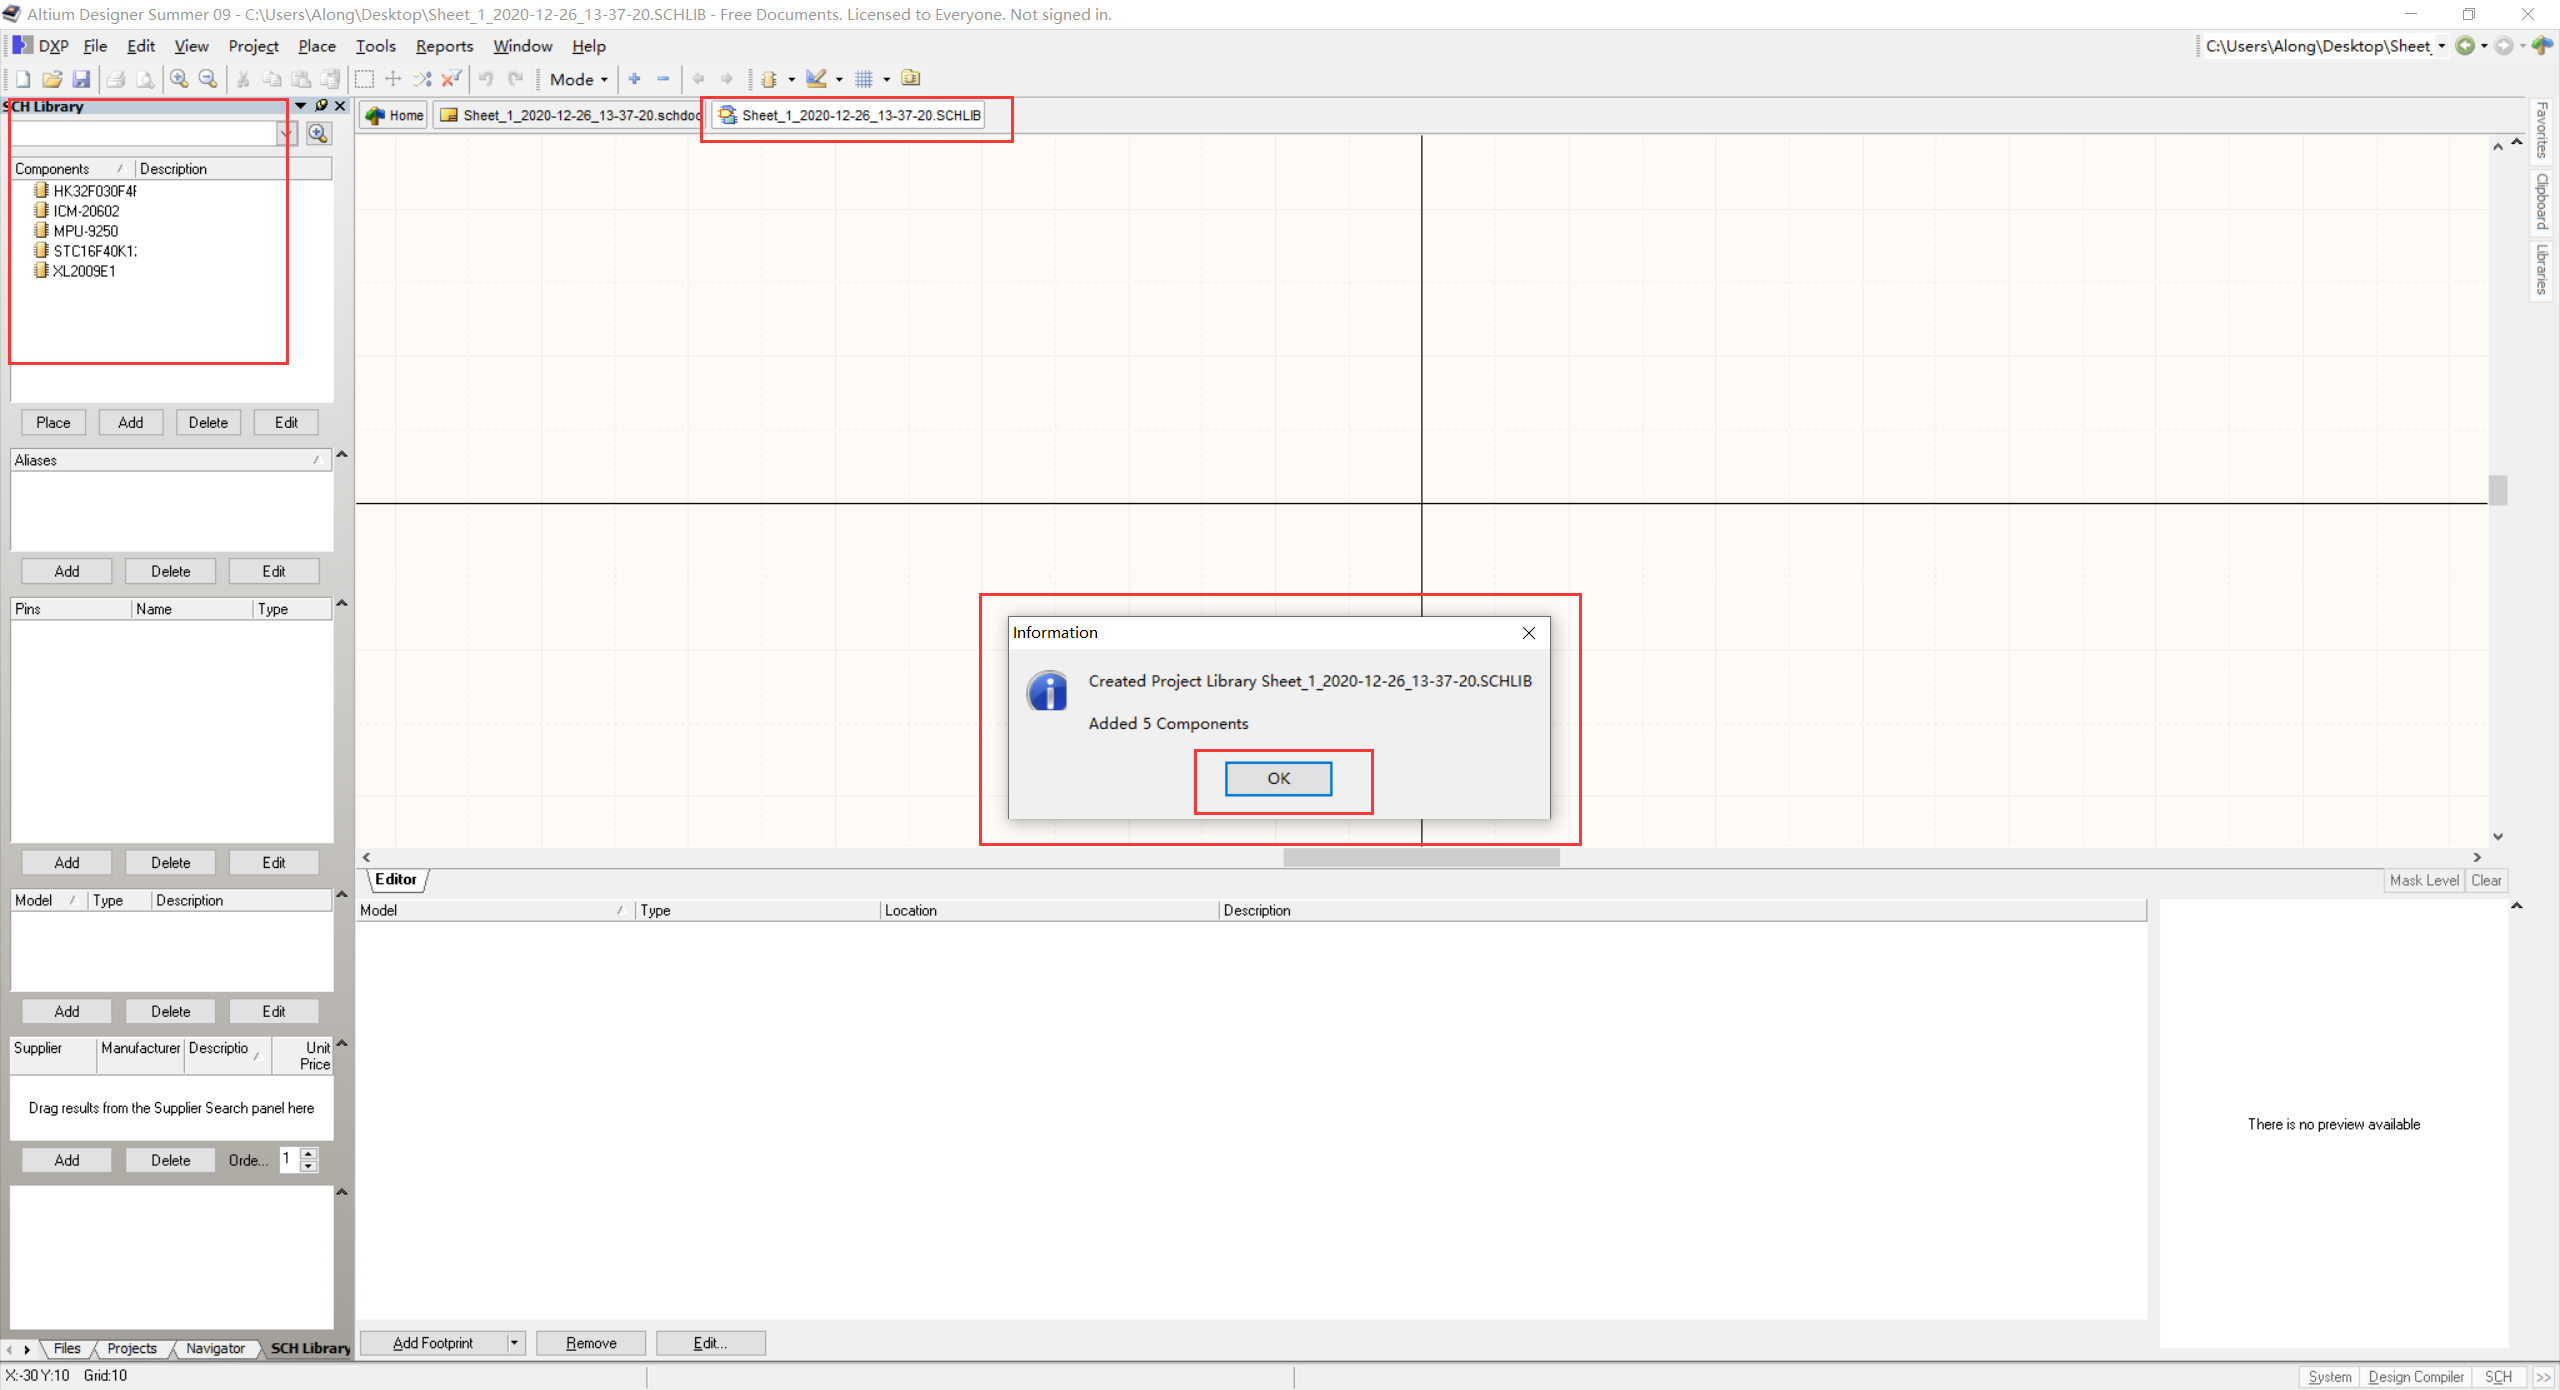 Altium Designer Summer 09 - C:\Users\Along\Desktop\Sheet_1_2020-12-26_13-37-20.SCHLIB - Free Documents. Licensed to Everyone. Not signed in.
DXP File Edit View Project Place Tools Reports Window Help
C:\Users\Along\Desktop\Sheet_
Mode
SCH Library
Home
Sheet_1_2020-12-26_13-37-20.schdoc
Sheet_1_2020-12-26_13-37-20.SCHLIB
Components Description
HK32F030F4P
ICM-20602
MPU-9250
STC16F40K1:
XL2009E1
Place Add Delete Edit
Aliases
Add Delete Edit
Pins Name Type
Add Delete Edit
Model Type Description
Add Delete Edit
Supplier Manufacturer Descriptio Unit Price
Drag results from the Supplier Search panel here
Add Delete Orde... 1
Files Projects Navigator SCH Library
Favorites
Clipboard
Libraries
Information
Created Project Library Sheet_1_2020-12-26_13-37-20.SCHLIB
Added 5 Components
OK
Editor
Mask Level Clear
Model Type Location Description
There is no preview available
Add Footprint Remove Edit...
X:-30 Y:10 Grid:10
System Design Compiler SCH >>